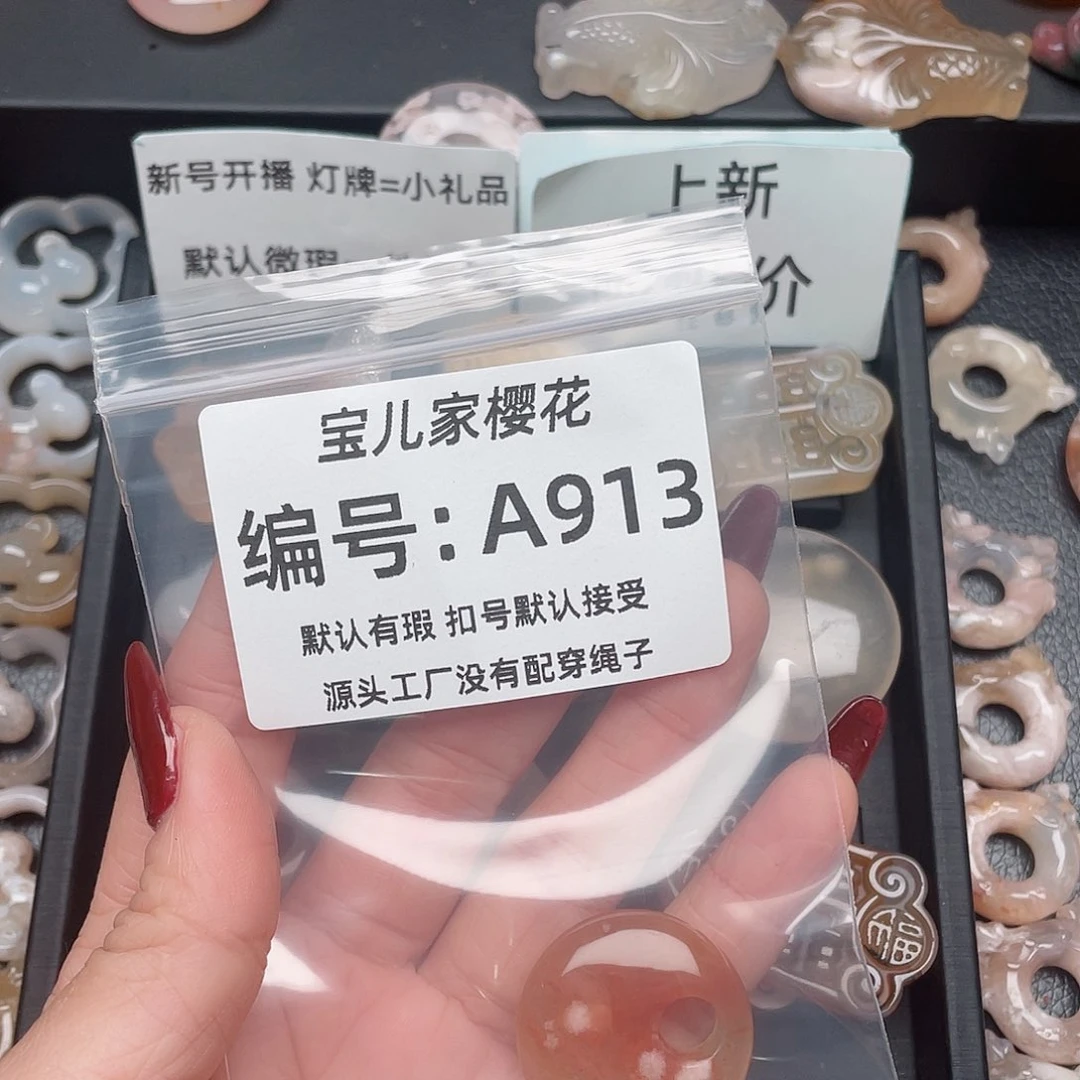 新号开播 灯牌=小礼品
默认微瑕
上新
价
宝儿家樱花
编号：A913
默认有瑕 扣号默认接受
源头工厂没有配穿绳子
福